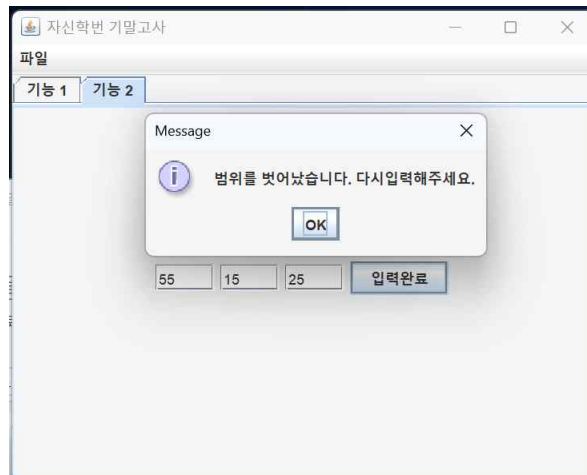 자신학번 기말고사
파일
기능 1 기능 2
Message
범위를 벗어났습니다. 다시입력해주세요.
OK
55 15 25 입력완료